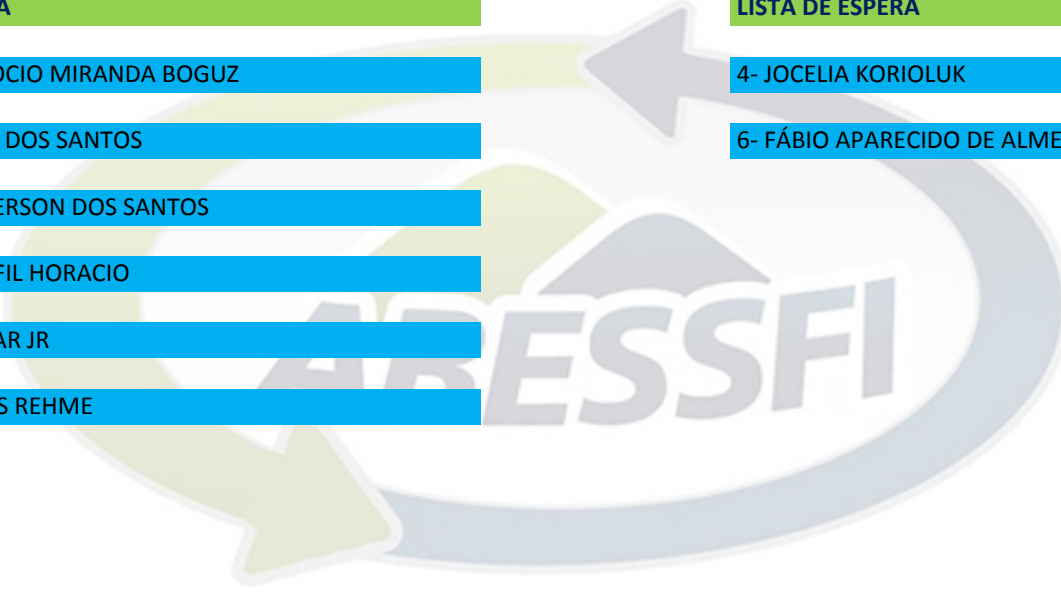 A
OCIO MIRANDA BOGUZ
DOS SANTOS
ERSON DOS SANTOS
FIL HORACIO
AR JR
S REHME
LISTA DE ESPERA
4- JOCELIA KORIOLUK
6- FÁBIO APARECIDO DE ALME
ABESSFI